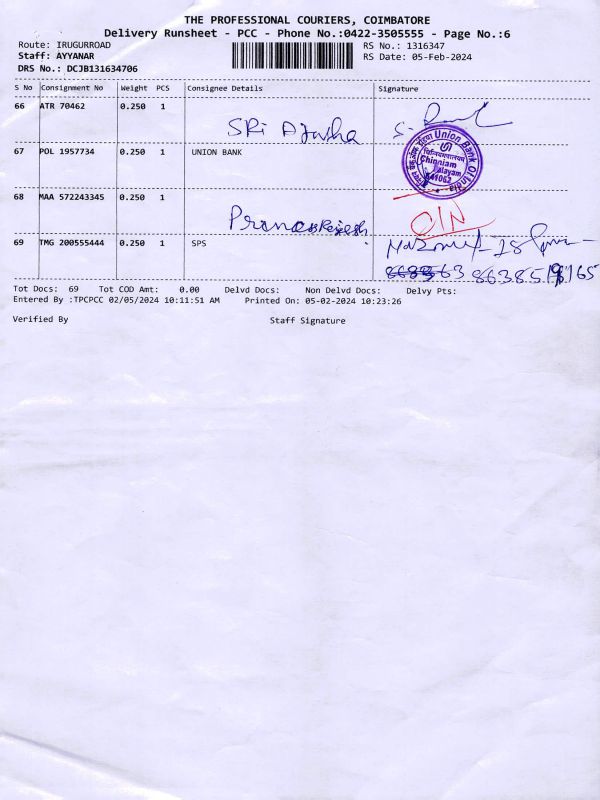 THE PROFESSIONAL COURIERS, COIMBATORE
Delivery Runsheet - PCC - Phone No.:0422-3505555 - Page No.:6
Route: IRUGURROAD
RS No.: 1316347
Staff: AYYANAR
RS Date: 05-Feb-2024
DRS No.: DCJB131634706
S No Consignment No Weight PCS Consignee Details Signature
66 ATR 70462 0.250 1
SRi
67 POL 1957734 0.250 1 UNION BANK
Union Bank Of India
Chinniam
Palayam
641062
68 MAA 572243345 0.250 1
69 TMG 200555444 0.250 1 SPS
Tot Docs: 69 Tot COD Amt: 0.00 Delvd Docs: Non Delvd Docs: Delvy Pts:
Entered By :TPCPCC 02/05/2024 10:11:51 AM Printed On: 05-02-2024 10:23:26
Verified By Staff Signature